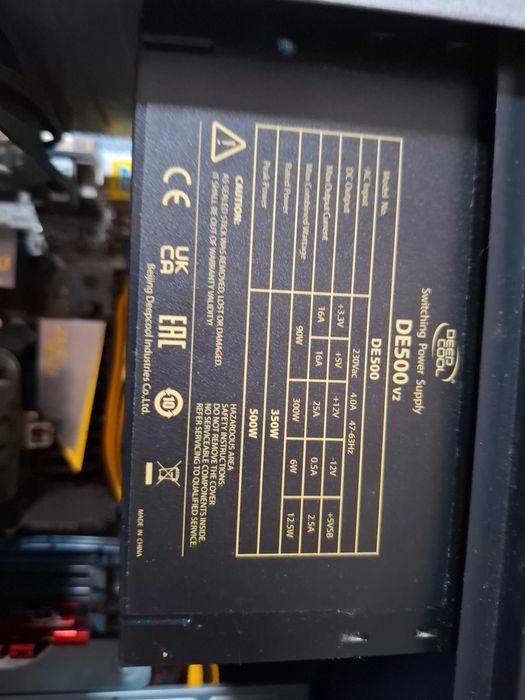 DEEP
COOL
Switching Power Supply
DE500 V2
Model No. DE500
AC Input 230Vac 4.0A 47-63Hz
DC Output +3.3V +5V +12V -12V +5VSB
Max Output Current 16A 16A 25A 0.5A 2.5A
Max Combined Wattage 90W 300W 6W 12.5W
Rated Power 350W
Peak Power 500W
CAUTION:
AS SEALED STICK WAS REMOVED, LOST OR DAMAGED.
IT SHALL BE OUT OF WARRANTY VALIDITY!
HAZARDOUS AREA
SAFETY INSTRUCTIONS:
DO NOT REMOVE THE COVER
NO SERVICEABLE COMPONENTS INSIDE.
REFER SERVICING TO QUALIFIED SERVICE.
CE UK CA EAC 10
Beijing Deepcool Industries Co.,Ltd.
MADE IN CHINA